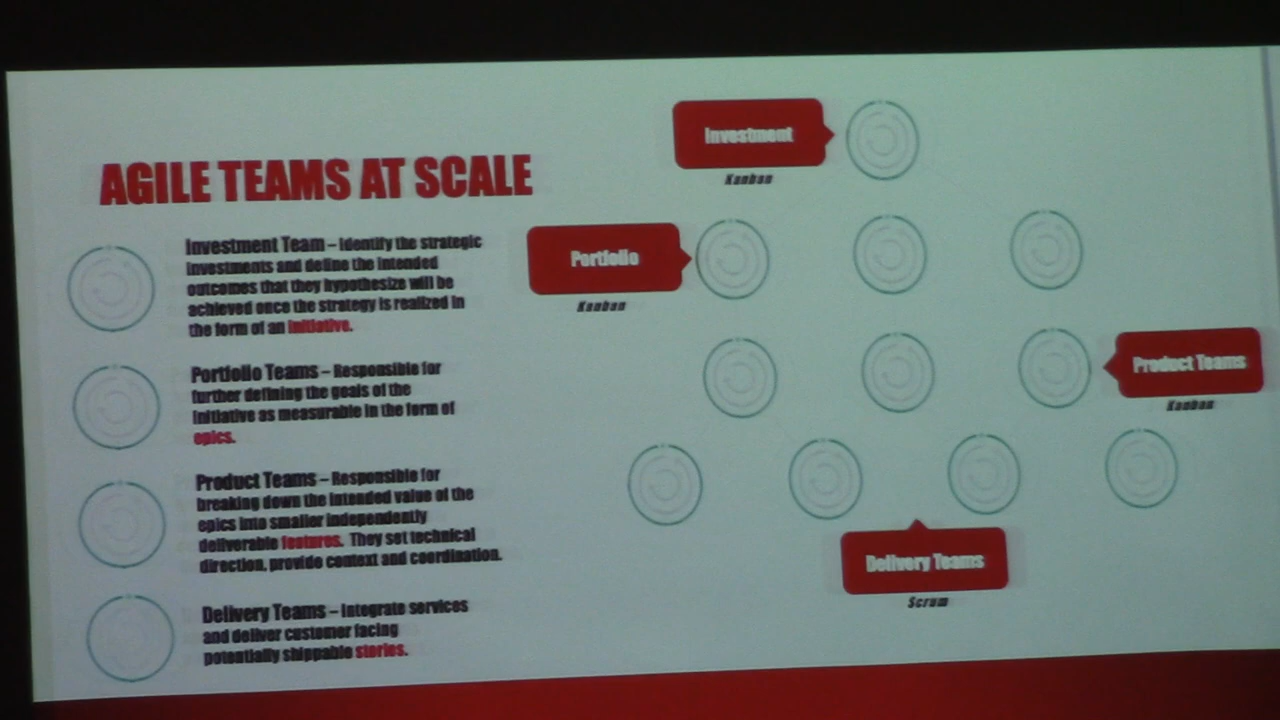 AGILE TEAMS AT SCALE
Investment Team – Identify the strategic
investments and define the intended
outcomes that they hypothesize will be
achieved once the strategy is realized in
the form of an initiative.
Portfolio Teams – Responsible for
further defining the goals of the
initiative as measurable in the form of
epics.
Product Teams – Responsible for
breaking down the intended value of the
epics into smaller independently
deliverable features. They set technical
direction, provide context and coordination.
Delivery Teams – Integrate services
and deliver customer facing
potentially shippable stories.
Investment
Kanban
Portfolio
Kanban
Product Teams
Kanban
Delivery Teams
Scrum